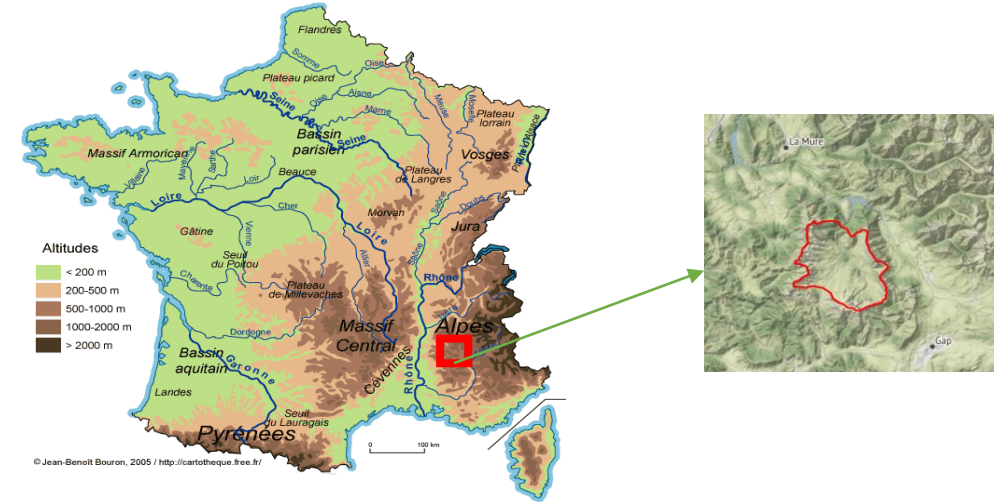 Flandres
Somme
Oise
Plateau picard
Oise
Aisne
Seine
Marne
Meuse
Moselle
Plateau
lorrain
Bassin
parisien
Seine
Vosges
Massif Armorican
Mayenne
Sarthe
Vilaine
Loir
Beauce
Plateau
de Langres
Loire
Cher
Saône
Doubs
Morvan
Jura
Gâtine
Vienne
Loire
Allier
Saône
Seuil
du Poitou
Rhône
Charente
Plateau
de Millevaches
Massif
Central
Alpes
Dordogne
Bassin
aquitain
Garonne
Cévennes
Rhône
Landes
Seuil
du Lauragais
Pyrénées
Altitudes
< 200 m
200-500 m
500-1000 m
1000-2000 m
> 2000 m
0
100 km
© Jean-Benoît Bouron, 2005 / http://cartotheque.free.fr/
La Mure
Gap